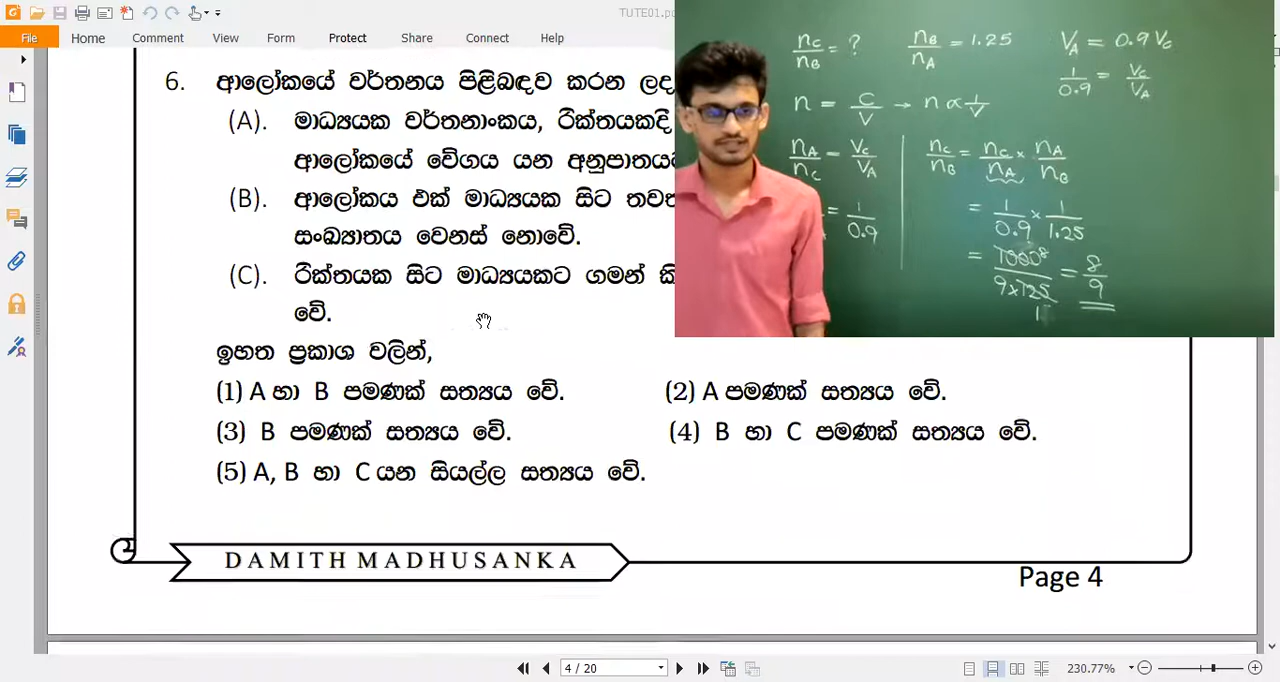 TUTE01.p
File Home Comment View Form Protect Share Connect Help
6. ආලෝකයේ වර්තනය පිළිබඳව කරන ලද
(A). මාධ්‍යයක වර්තනාංකය, රික්තයකදී
ආලෝකයේ වේගය යන අනුපාතයට
(B). ආලෝකය එක් මාධ්‍යයක සිට තවත්
සංඛ්‍යාතය වෙනස් නොවේ.
(C). රික්තයක සිට මාධ්‍යයකට ගමන්
වේ.
ඉහත ප්‍රකාශ වලින්,
(1) A හා B පමණක් සත්‍යය වේ. (2) A පමණක් සත්‍යය වේ.
(3) B පමණක් සත්‍යය වේ. (4) B හා C පමණක් සත්‍යය වේ.
(5) A, B හා C යන සියල්ල සත්‍යය වේ.
DAMITH MADHUSANKA
Page 4
4 / 20
230.77%
nC/nB = ? nB/nA = 1.25 VA = 0.9 VC
1/0.9 = VC/VA
n = C/V → n ∝ 1/V
nA/nC = VC/VA
= 1/0.9
nC/nB = nC/nA × nA/nB
= 1/0.9 × 1/1.25
= 1000 8/9×125 1 = 8/9